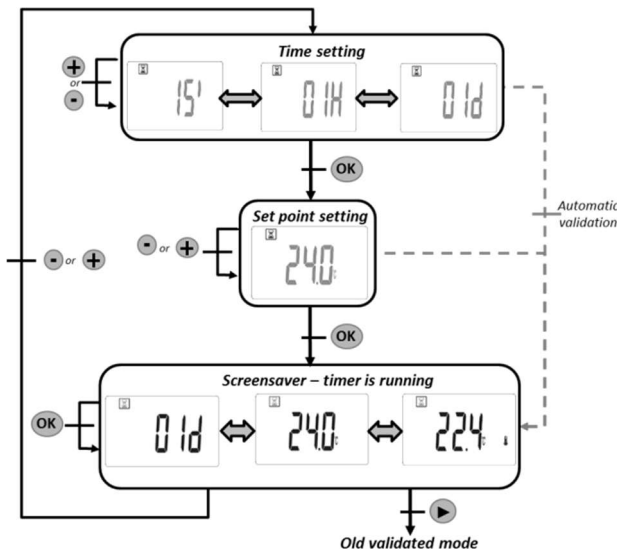 Time setting
+
or
-
15'
01H
01d
OK
Automatic
validation
Set point setting
- or +
24.0°c
- or +
OK
Screensaver – timer is running
OK
01d
24.0°c
22.4°c
Old validated mode